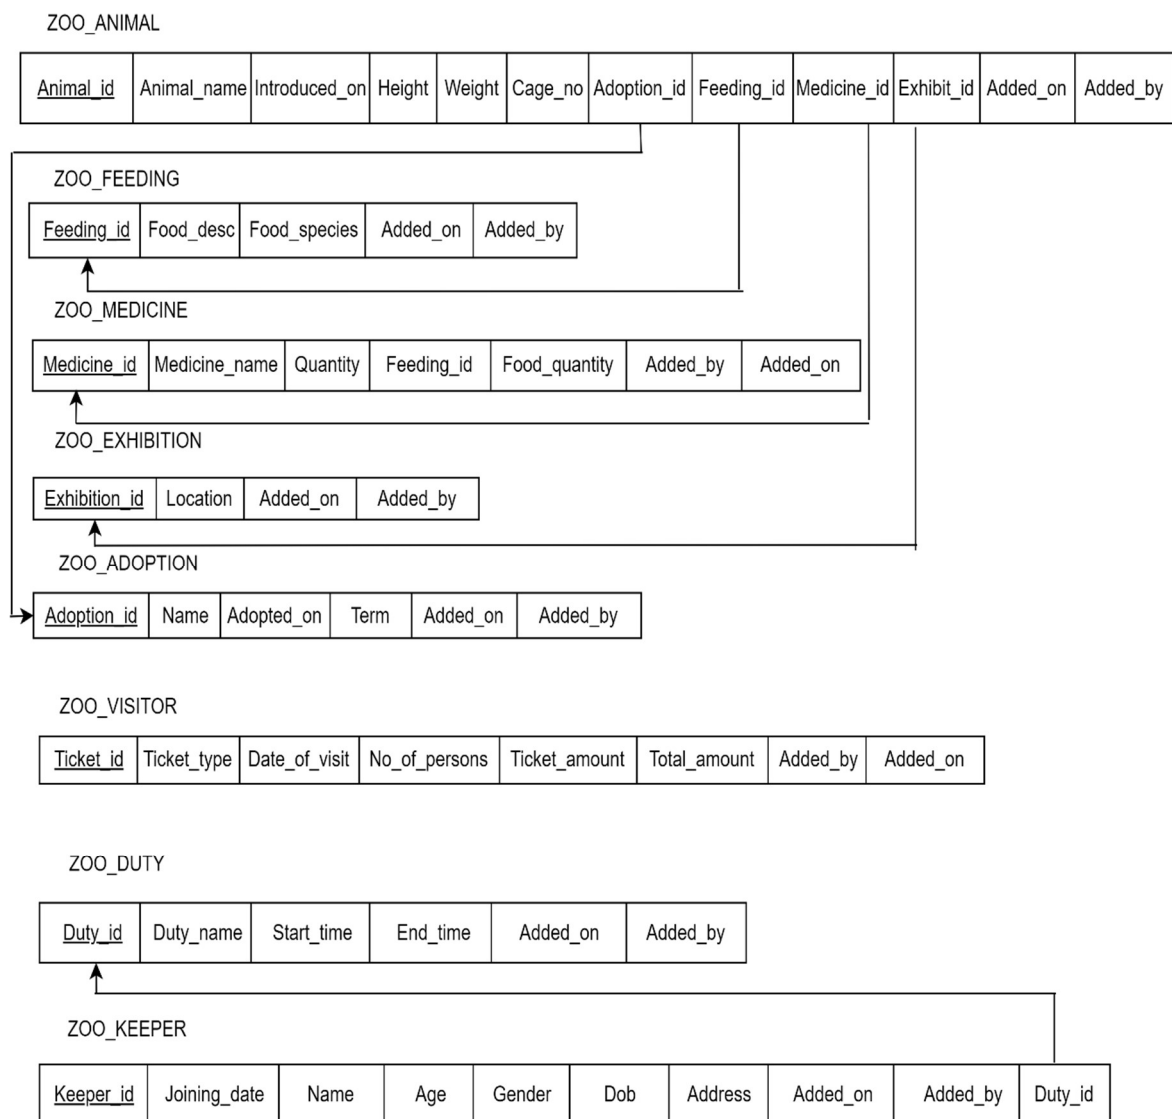 ZOO_ANIMAL
Animal_id Animal_name Introduced_on Height Weight Cage_no Adoption_id Feeding_id Medicine_id Exhibit_id Added_on Added_by
ZOO_FEEDING
Feeding_id Food_desc Food_species Added_on Added_by
ZOO_MEDICINE
Medicine_id Medicine_name Quantity Feeding_id Food_quantity Added_by Added_on
ZOO_EXHIBITION
Exhibition_id Location Added_on Added_by
ZOO_ADOPTION
Adoption_id Name Adopted_on Term Added_on Added_by
ZOO_VISITOR
Ticket_id Ticket_type Date_of_visit No_of_persons Ticket_amount Total_amount Added_by Added_on
ZOO_DUTY
Duty_id Duty_name Start_time End_time Added_on Added_by
ZOO_KEEPER
Keeper_id Joining_date Name Age Gender Dob Address Added_on Added_by Duty_id